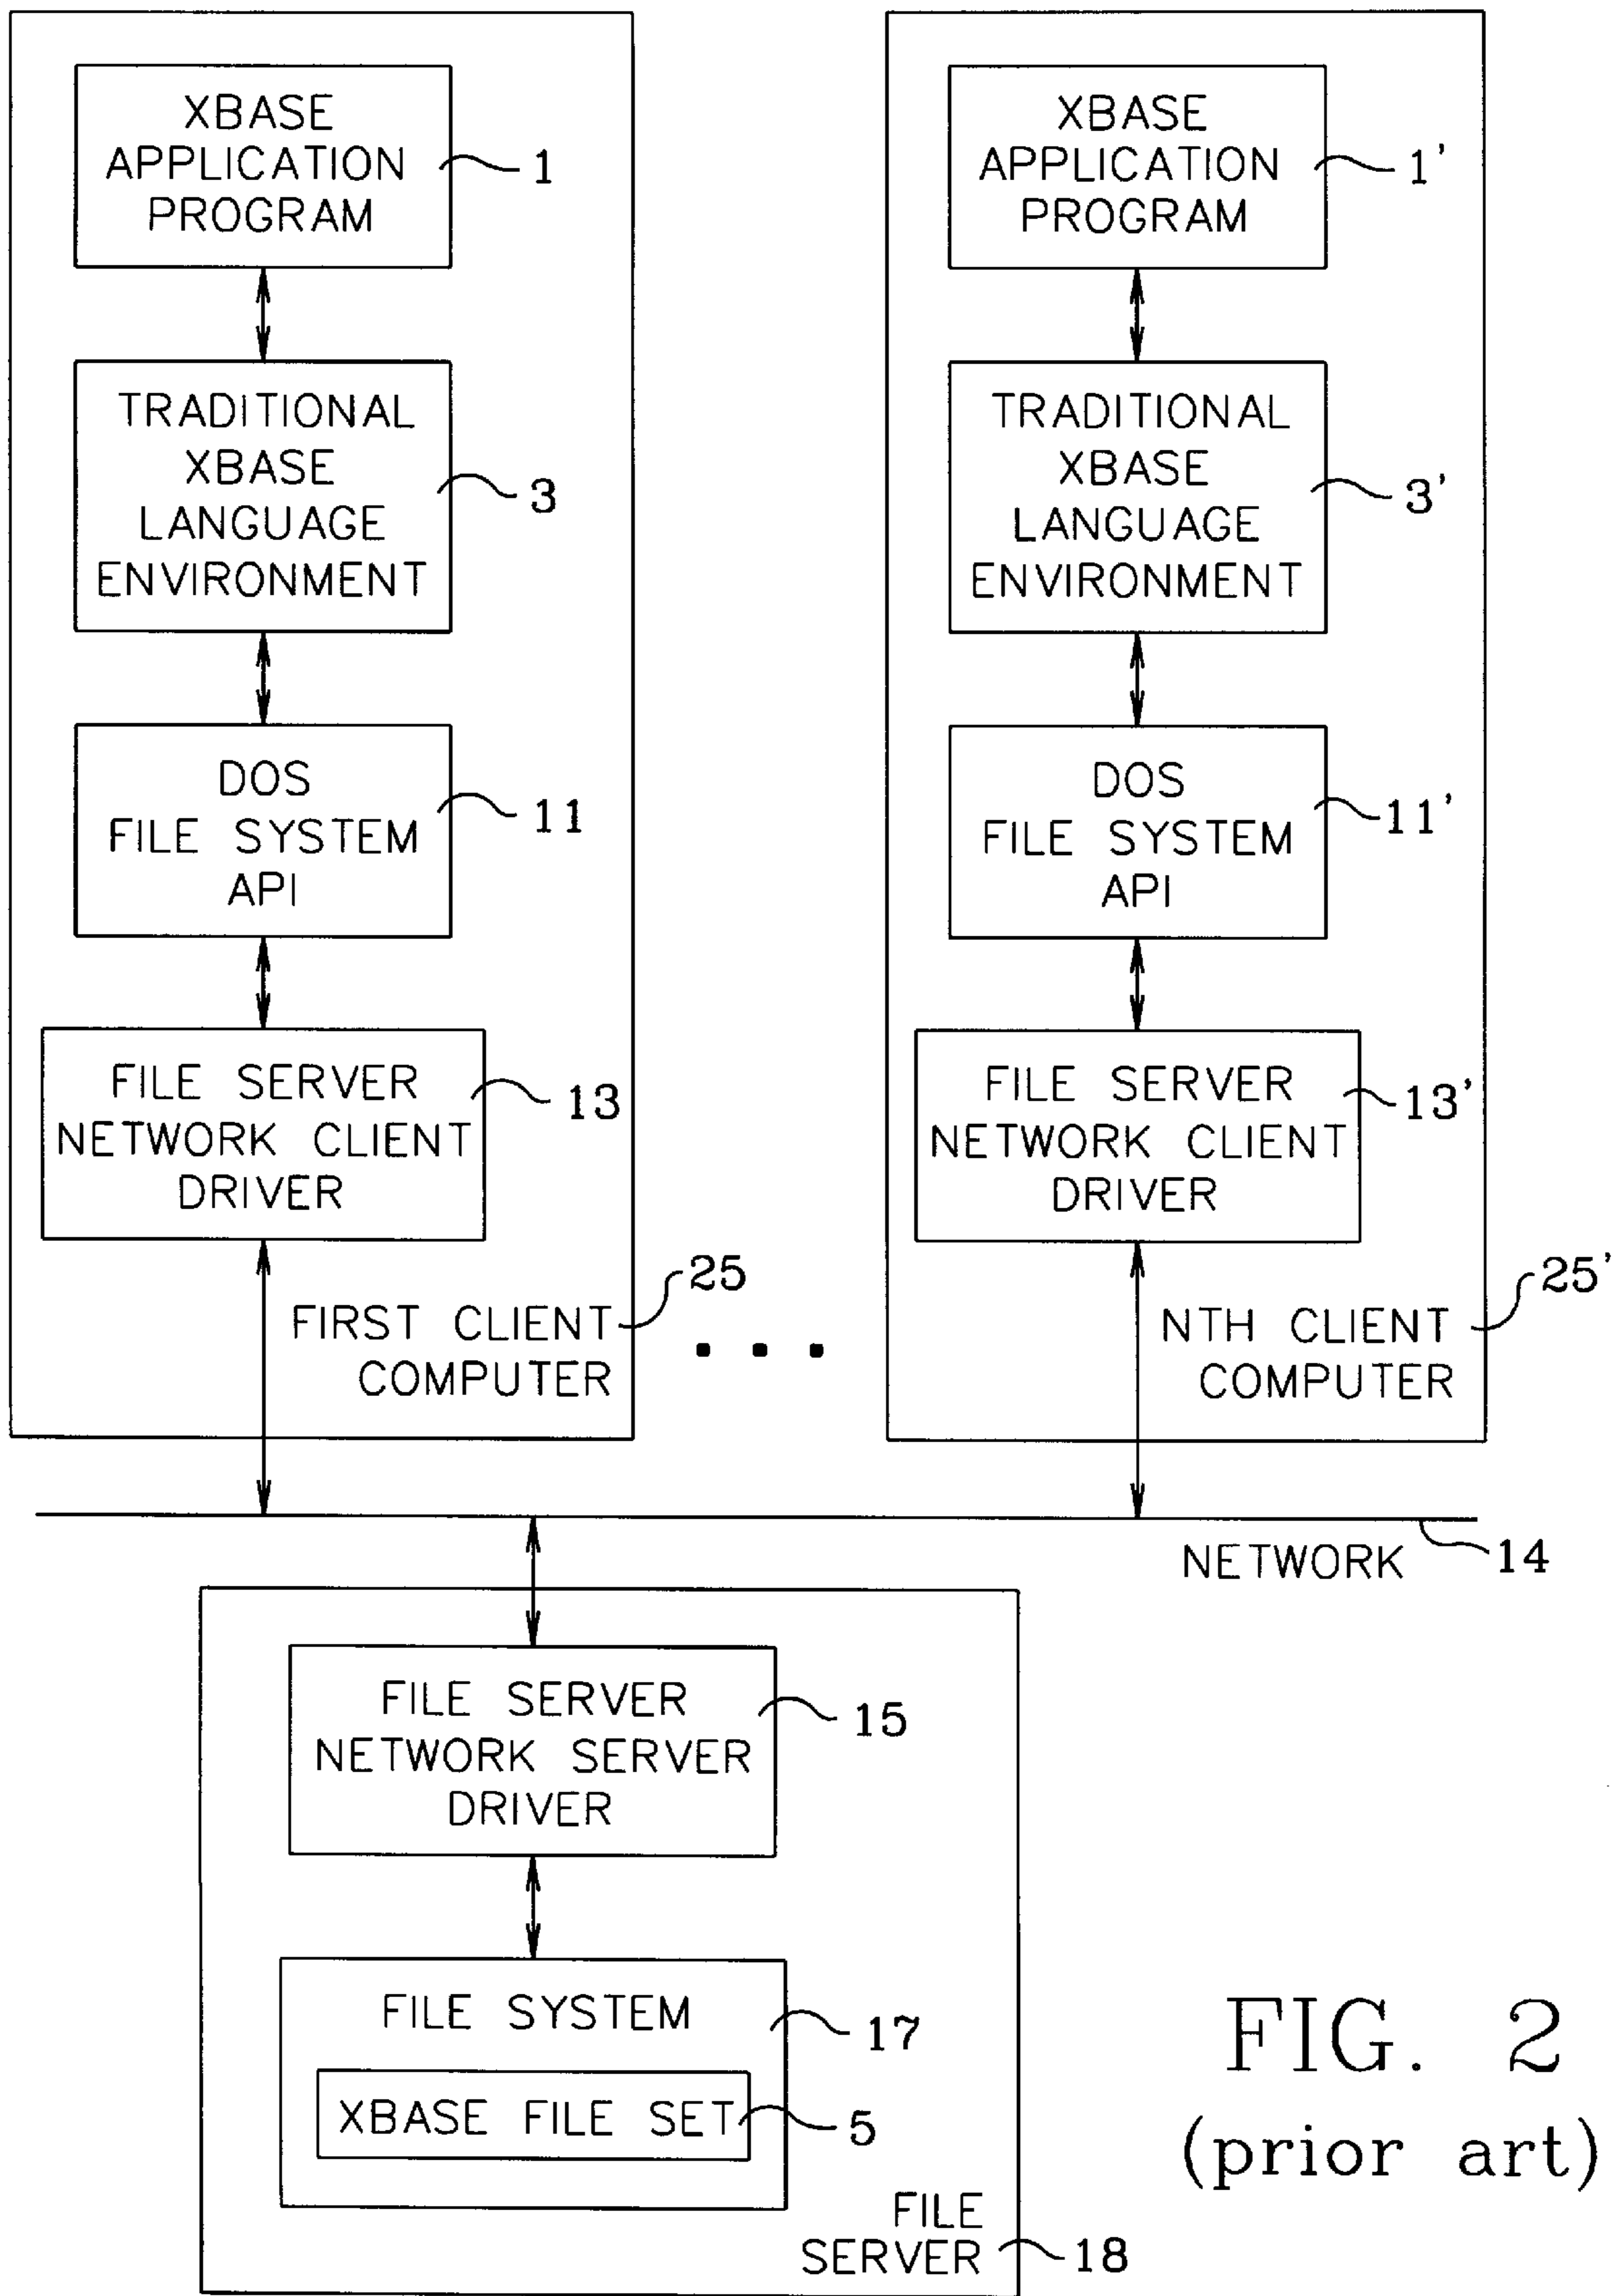 XBASE
APPLICATION
PROGRAM
1
TRADITIONAL
XBASE
LANGUAGE
ENVIRONMENT
3
DOS
FILE SYSTEM
API
11
FILE SERVER
NETWORK CLIENT
DRIVER
13
FIRST CLIENT
COMPUTER
25
XBASE
APPLICATION
PROGRAM
1'
TRADITIONAL
XBASE
LANGUAGE
ENVIRONMENT
3'
DOS
FILE SYSTEM
API
11'
FILE SERVER
NETWORK CLIENT
DRIVER
13'
NTH CLIENT
COMPUTER
25'
NETWORK
14
FILE SERVER
NETWORK SERVER
DRIVER
15
FILE SYSTEM
17
XBASE FILE SET
5
FILE
SERVER
18
FIG. 2
(prior art)